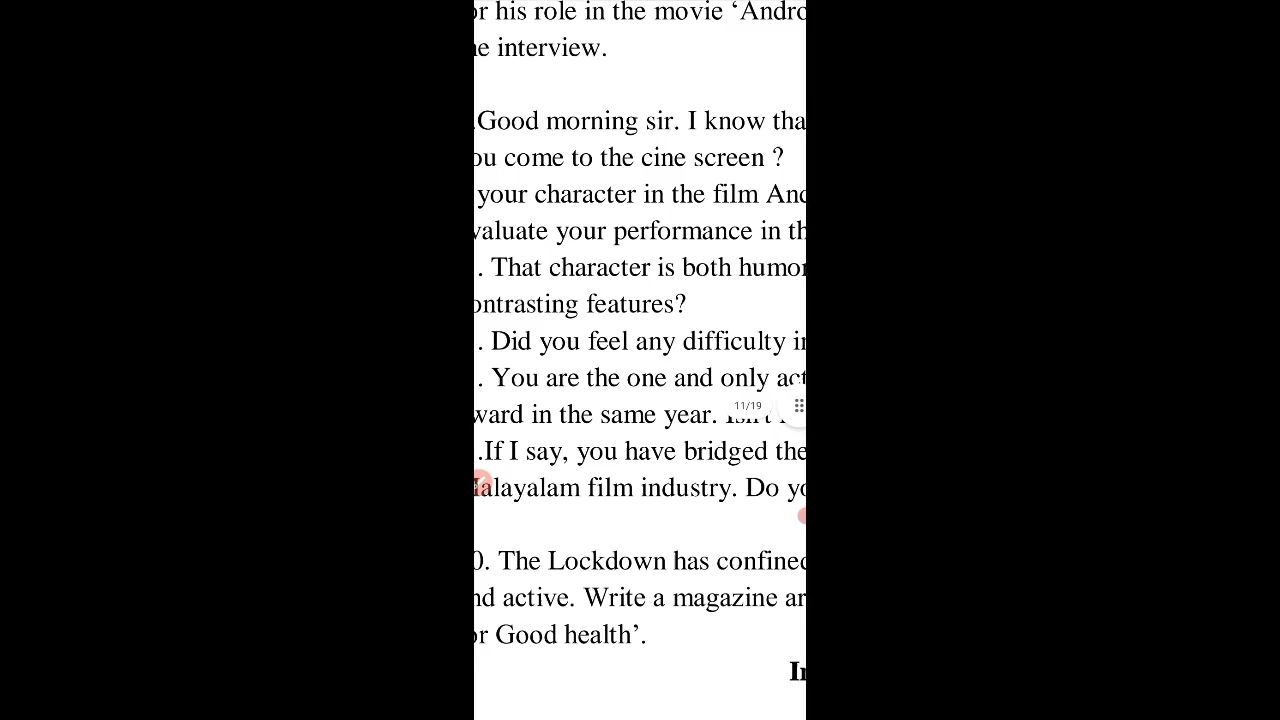 his role in the movie ‘Andro
interview.
Good morning sir. I know tha
come to the cine screen ?
your character in the film And
valuate your performance in th
. That character is both humor
ontrasting features?
. Did you feel any difficulty in
. You are the one and only act
ward in the same year.
11/19
.If I say, you have bridged the
alayalam film industry. Do yo
0. The Lockdown has confined
nd active. Write a magazine ar
or Good health’.
In